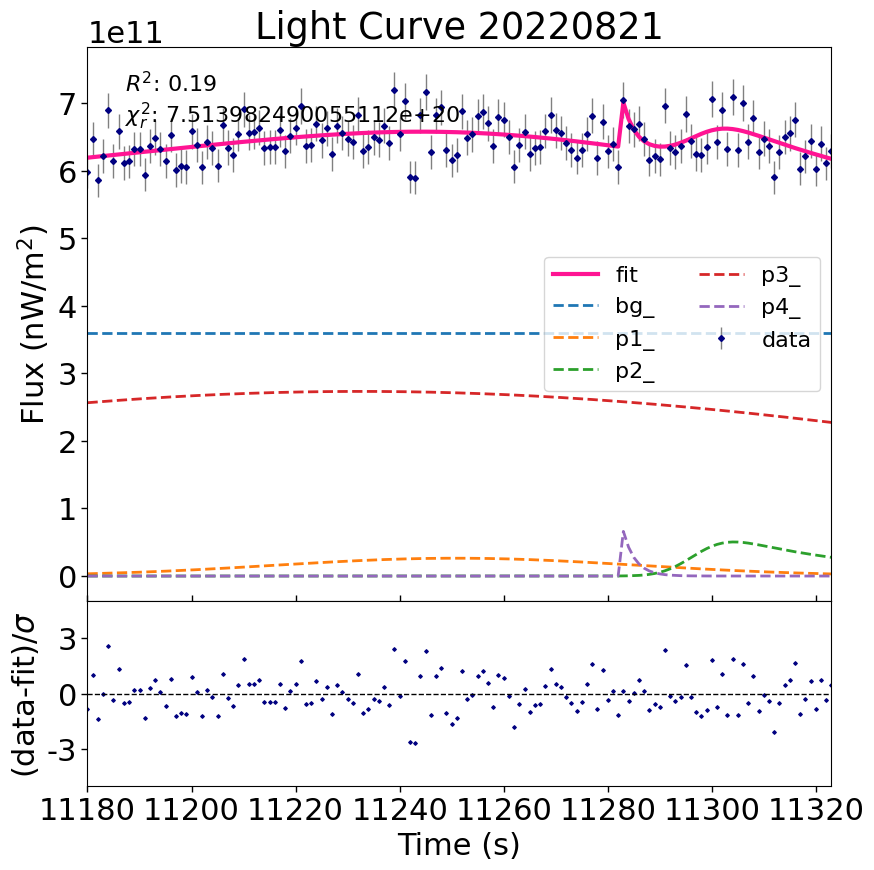 Light Curve 20220821
1e11
R²: 0.19
χ²ᵣ: 7.513982490055112e+20
7
6
5
4
3
2
1
0
Flux (nW/m²)
fit
bg_
p1_
p2_
p3_
p4_
data
(data-fit)/σ
3
0
-3
11180 11200 11220 11240 11260 11280 11300 11320
Time (s)